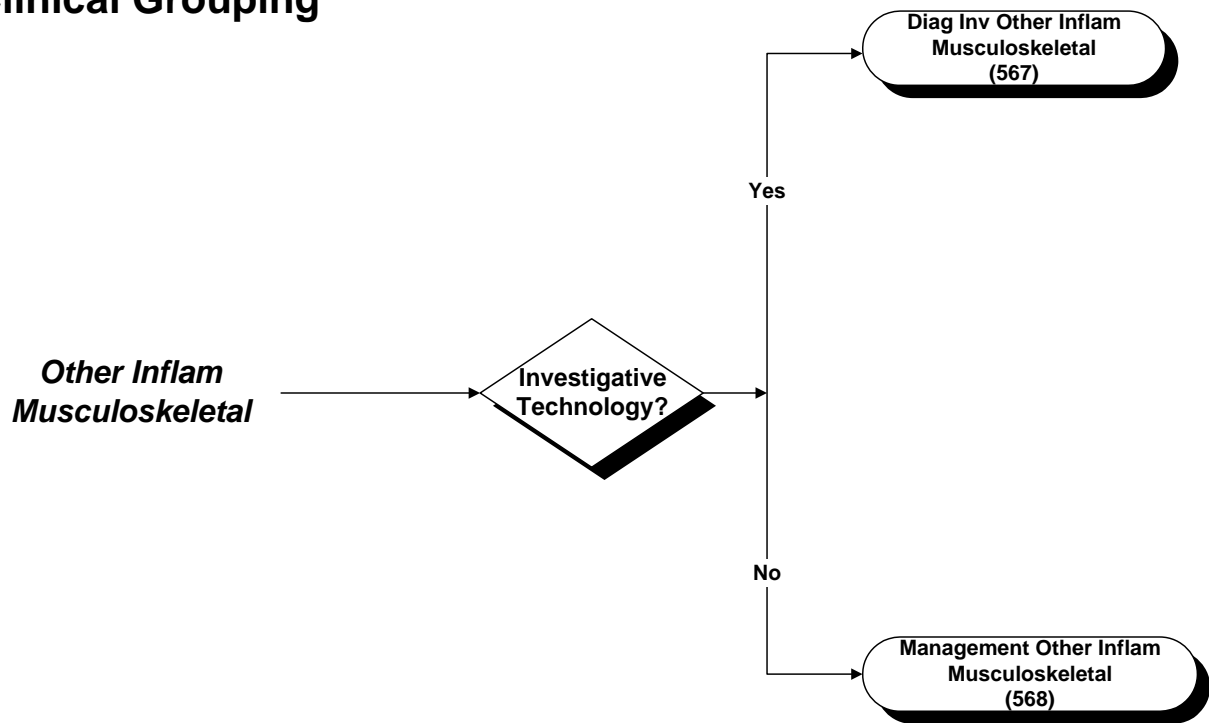 Grouping
Diag Inv Other Inflam
Musculoskeletal
(567)
Yes
Other Inflam
Musculoskeletal
Investigative
Technology?
No
Management Other Inflam
Musculoskeletal
(568)